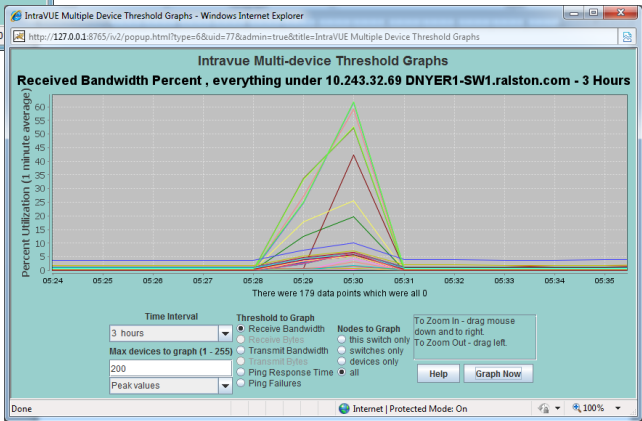 IntraVUE Multiple Device Threshold Graphs - Windows Internet Explorer
http://127.0.0.1:8765/iv2/popup.html?type=6&uid=77&admin=true&title=IntraVUE Multiple Device Threshold Graphs
Intravue Multi-device Threshold Graphs
Received Bandwidth Percent , everything under 10.243.32.69 DNYER1-SW1.ralston.com - 3 Hours
Percent Utilization (1 minute average)
60
55
50
45
40
35
30
25
20
15
10
5
0
05:24 05:25 05:26 05:27 05:28 05:29 05:30 05:31 05:32 05:33 05:34 05:35
There were 179 data points which were all 0
Time Interval
3 hours
Max devices to graph (1 - 255)
200
Peak values
Threshold to Graph
Receive Bandwidth
Receive Bytes
Transmit Bandwidth
Transmit Bytes
Ping Response Time
Ping Failures
Nodes to Graph
this switch only
switches only
devices only
all
To Zoom In - drag mouse
down and to right.
To Zoom Out - drag left.
Help Graph Now
Done Internet | Protected Mode: On 100%